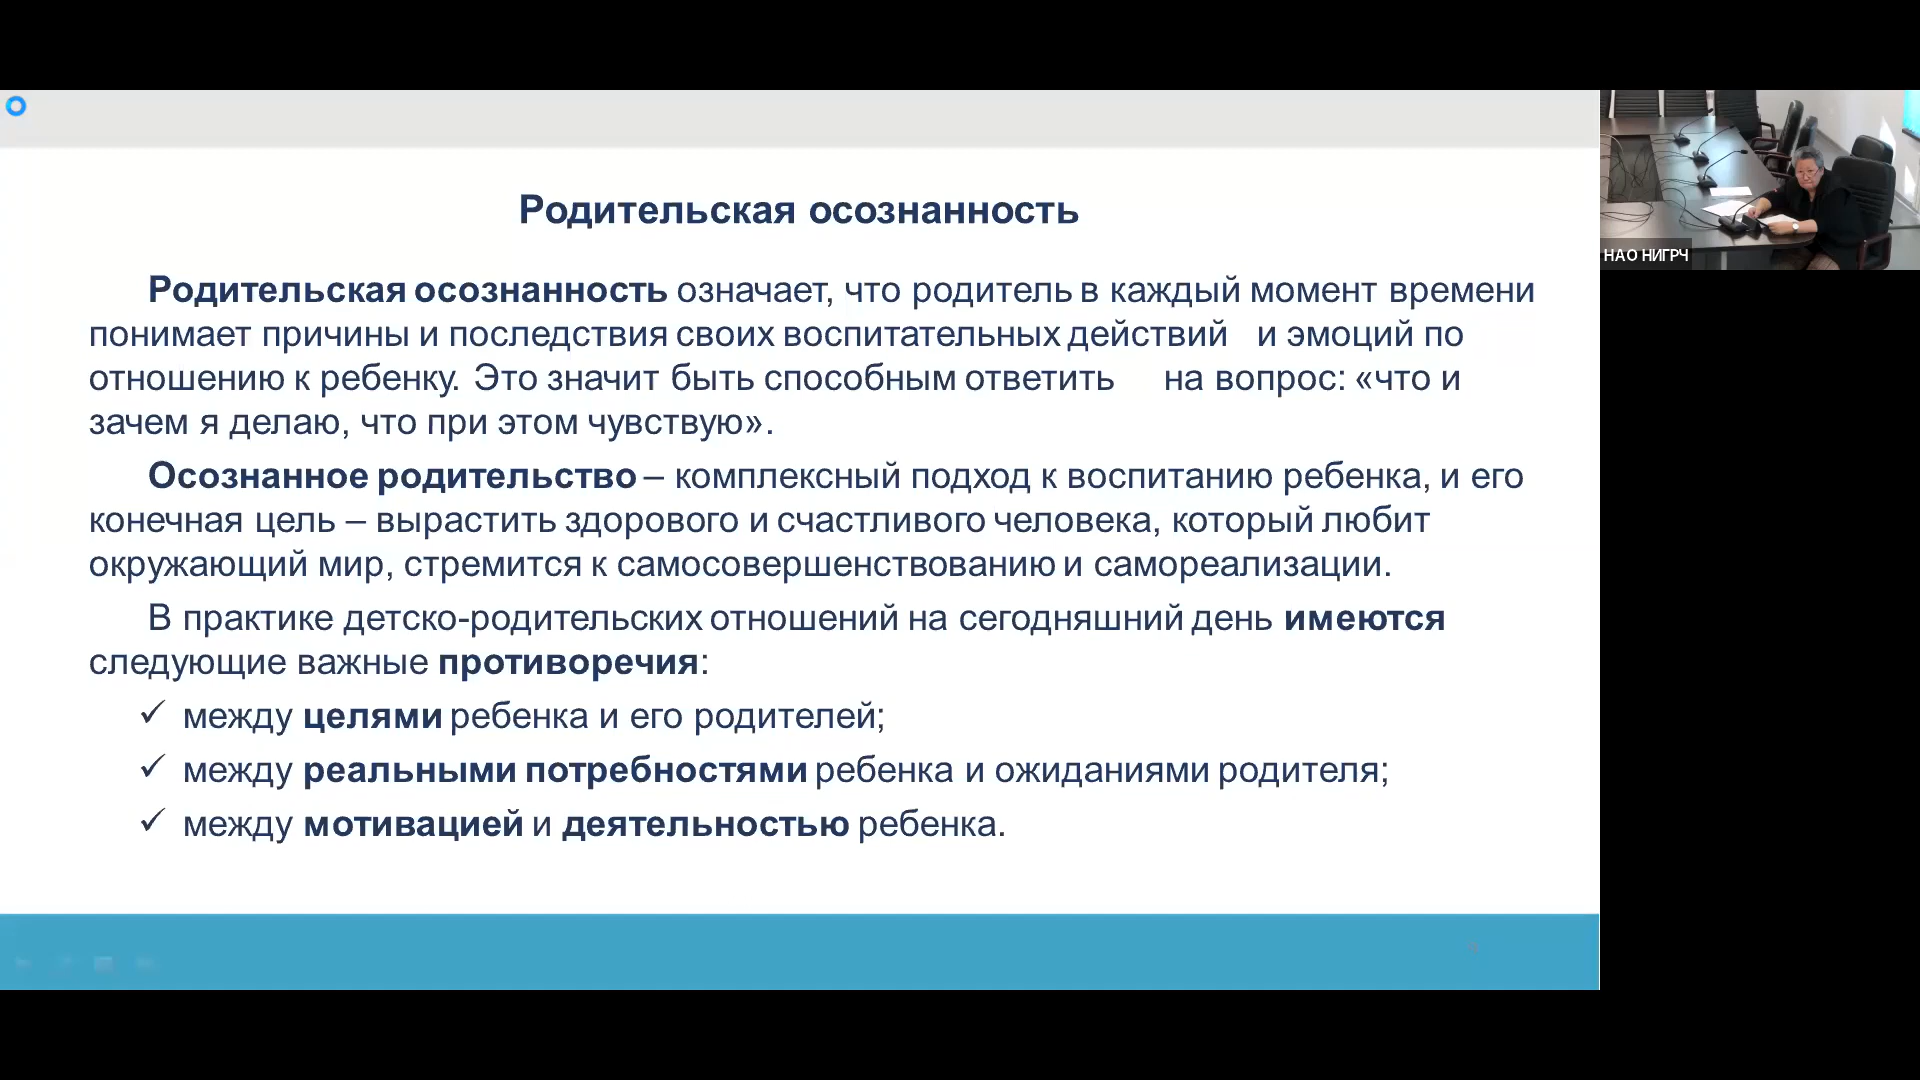 Родительская осознанность
Родительская осознанность означает, что родитель в каждый момент времени
понимает причины и последствия своих воспитательных действий и эмоций по
отношению к ребенку. Это значит быть способным ответить на вопрос: «что и
зачем я делаю, что при этом чувствую».
Осознанное родительство – комплексный подход к воспитанию ребенка, и его
конечная цель – вырастить здорового и счастливого человека, который любит
окружающий мир, стремится к самосовершенствованию и самореализации.
В практике детско-родительских отношений на сегодняшний день имеются
следующие важные противоречия:
✓ между целями ребенка и его родителей;
✓ между реальными потребностями ребенка и ожиданиями родителя;
✓ между мотивацией и деятельностью ребенка.
НАО НИГРЧ